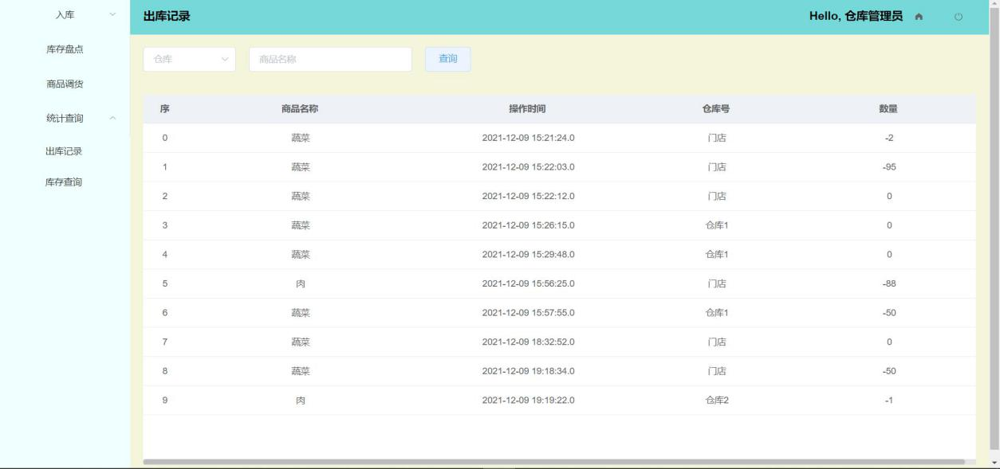 入库
出库记录
Hello, 仓库管理员
库存盘点
仓库
商品名称
查询
商品调货
统计查询
序 商品名称 操作时间 仓库号 数量
0 蔬菜 2021-12-09 15:21:24.0 门店 -2
出库记录
1 蔬菜 2021-12-09 15:22:03.0 门店 -95
库存查询
2 蔬菜 2021-12-09 15:22:12.0 门店 0
3 蔬菜 2021-12-09 15:26:15.0 仓库1 0
4 蔬菜 2021-12-09 15:29:48.0 仓库1 0
5 肉 2021-12-09 15:56:25.0 门店 -88
6 蔬菜 2021-12-09 15:57:55.0 仓库1 -50
7 蔬菜 2021-12-09 18:32:52.0 门店 0
8 蔬菜 2021-12-09 19:18:34.0 门店 -50
9 肉 2021-12-09 19:19:22.0 仓库2 -1